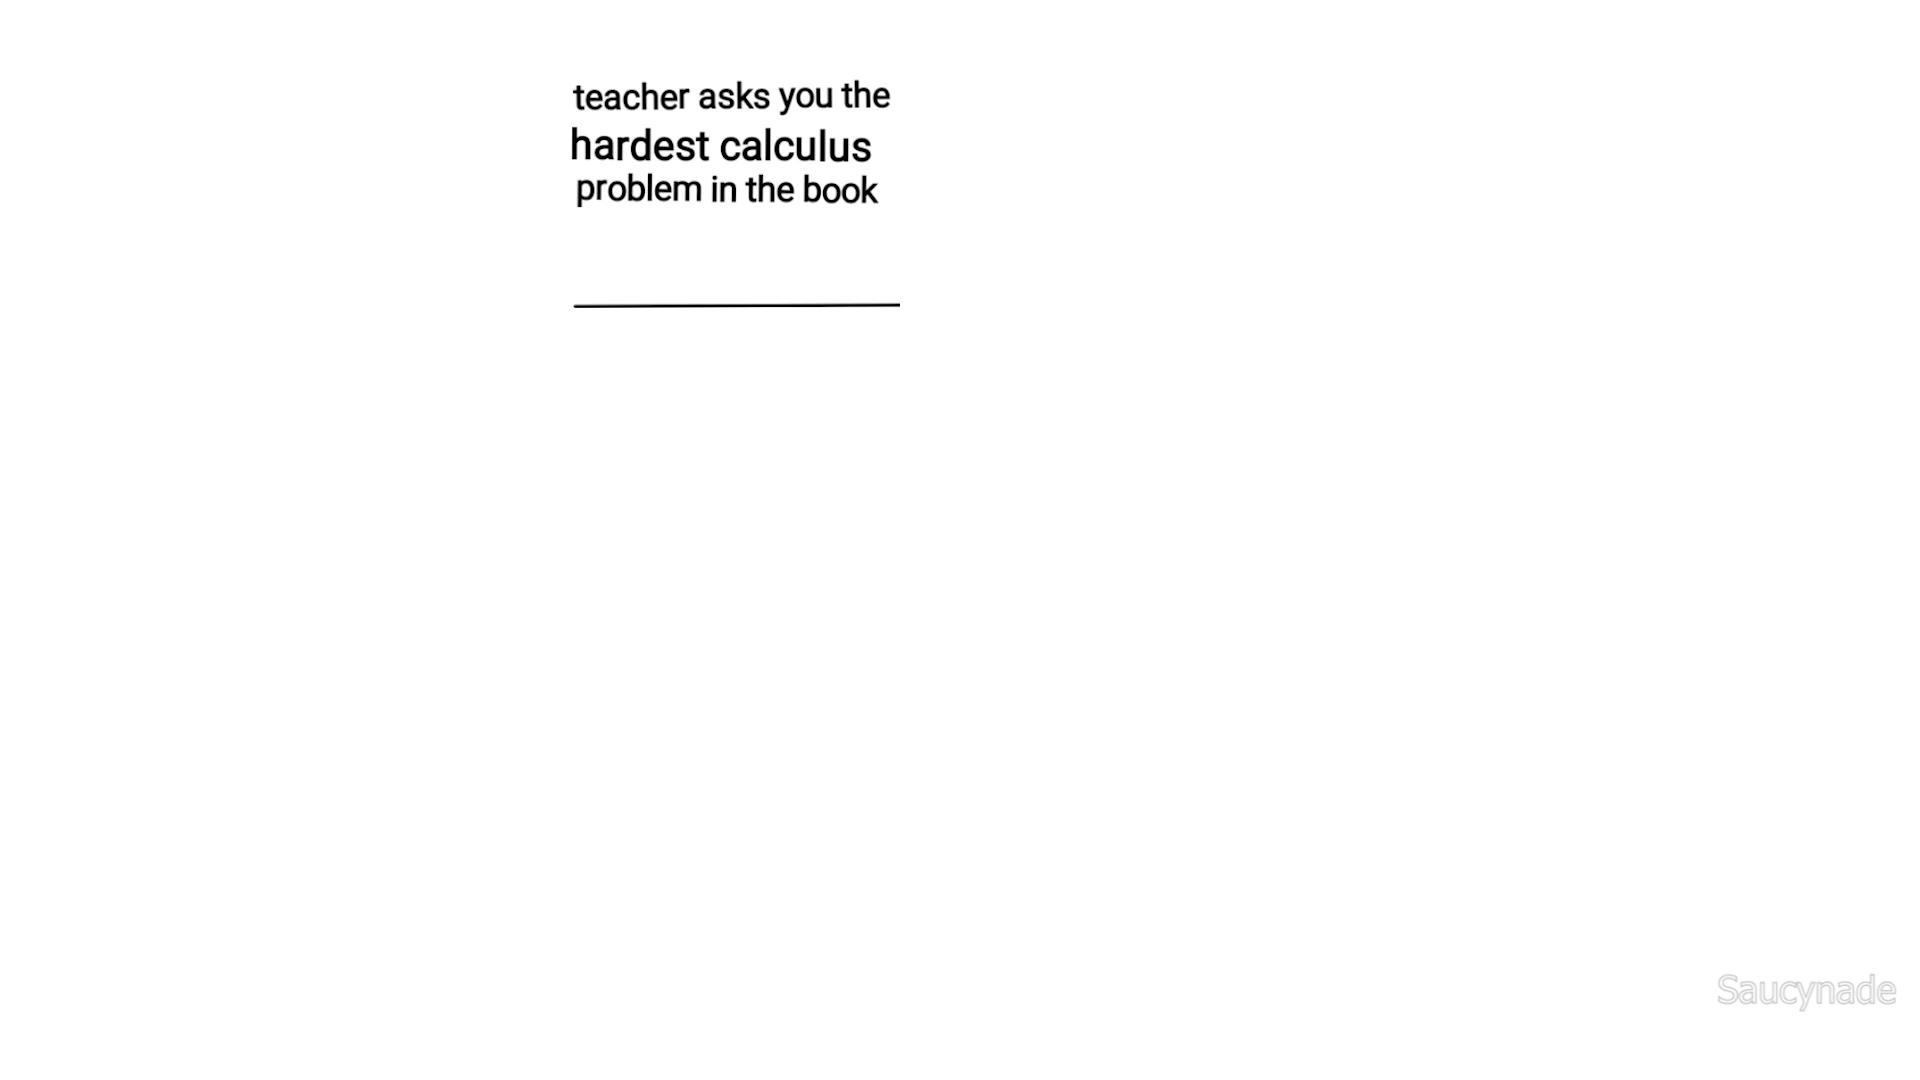 teacher asks you the
hardest calculus
problem in the book
Saucynade